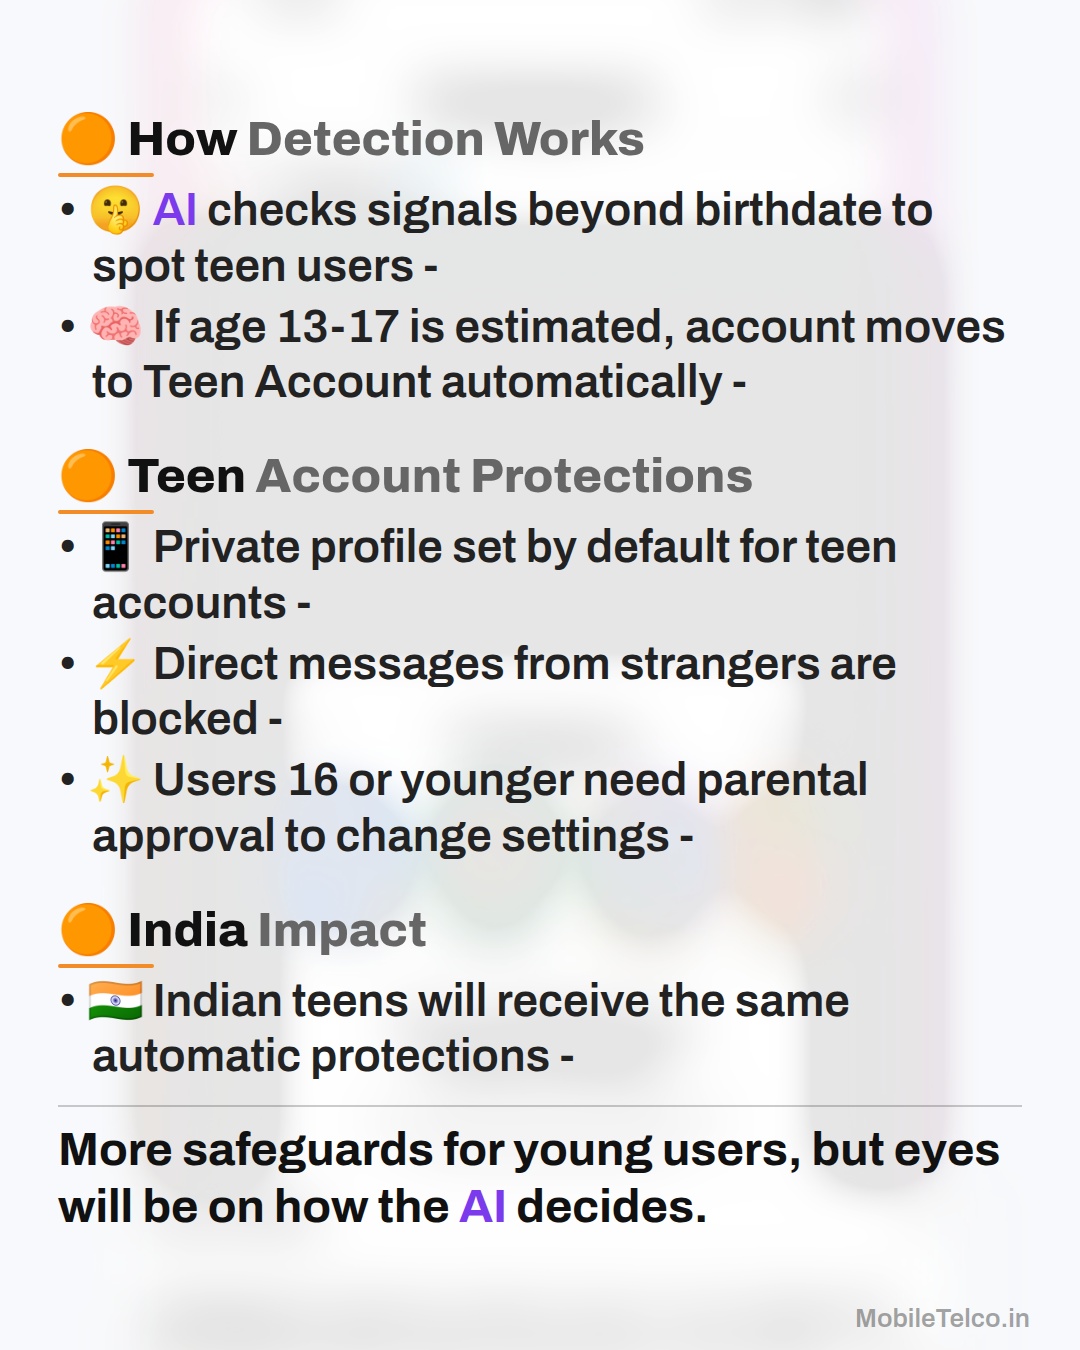 🟠 How Detection Works
• 🤫 AI checks signals beyond birthdate to
spot teen users -
• 🧠 If age 13-17 is estimated, account moves
to Teen Account automatically -
🟠 Teen Account Protections
• 📱 Private profile set by default for teen
accounts -
• ⚡ Direct messages from strangers are
blocked -
• ✨ Users 16 or younger need parental
approval to change settings -
🟠 India Impact
• 🇮🇳 Indian teens will receive the same
automatic protections -
More safeguards for young users, but eyes
will be on how the AI decides.
MobileTelco.in